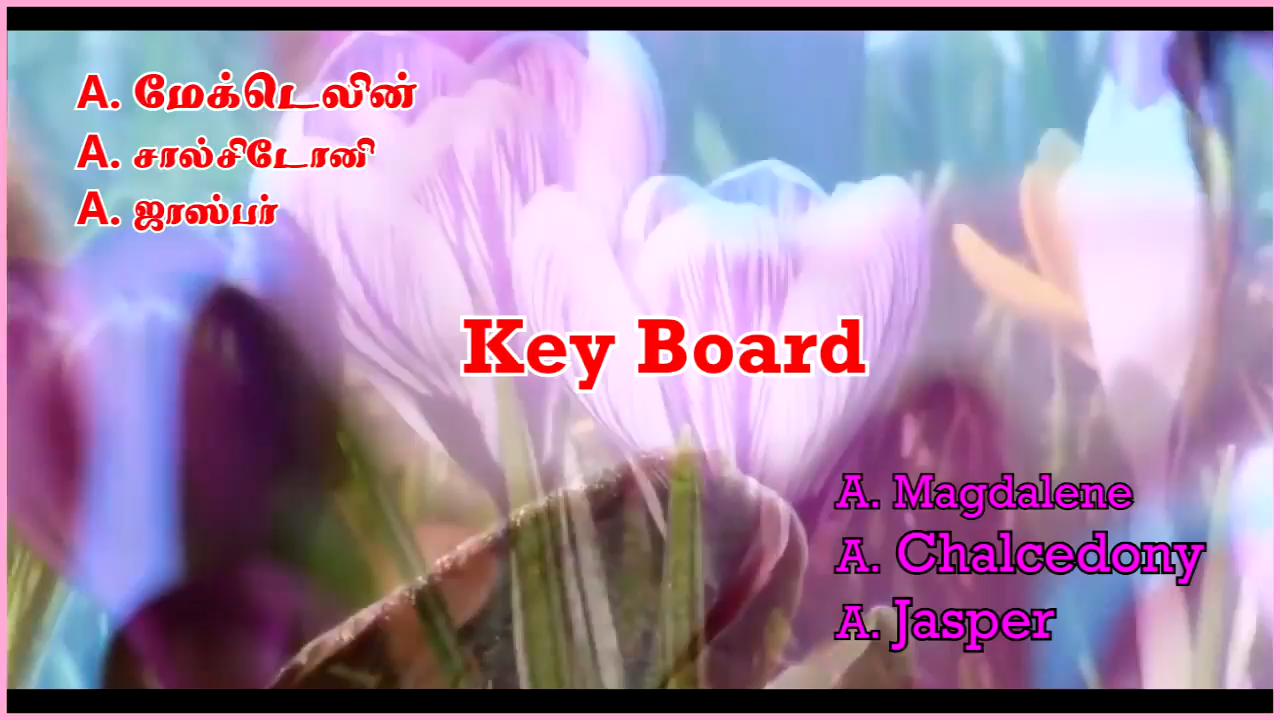 A. மேக்டெலின்
A. சால்சிடோனி
A. ஜாஸ்பர்
Key Board
A. Magdalene
A. Chalcedony
A. Jasper